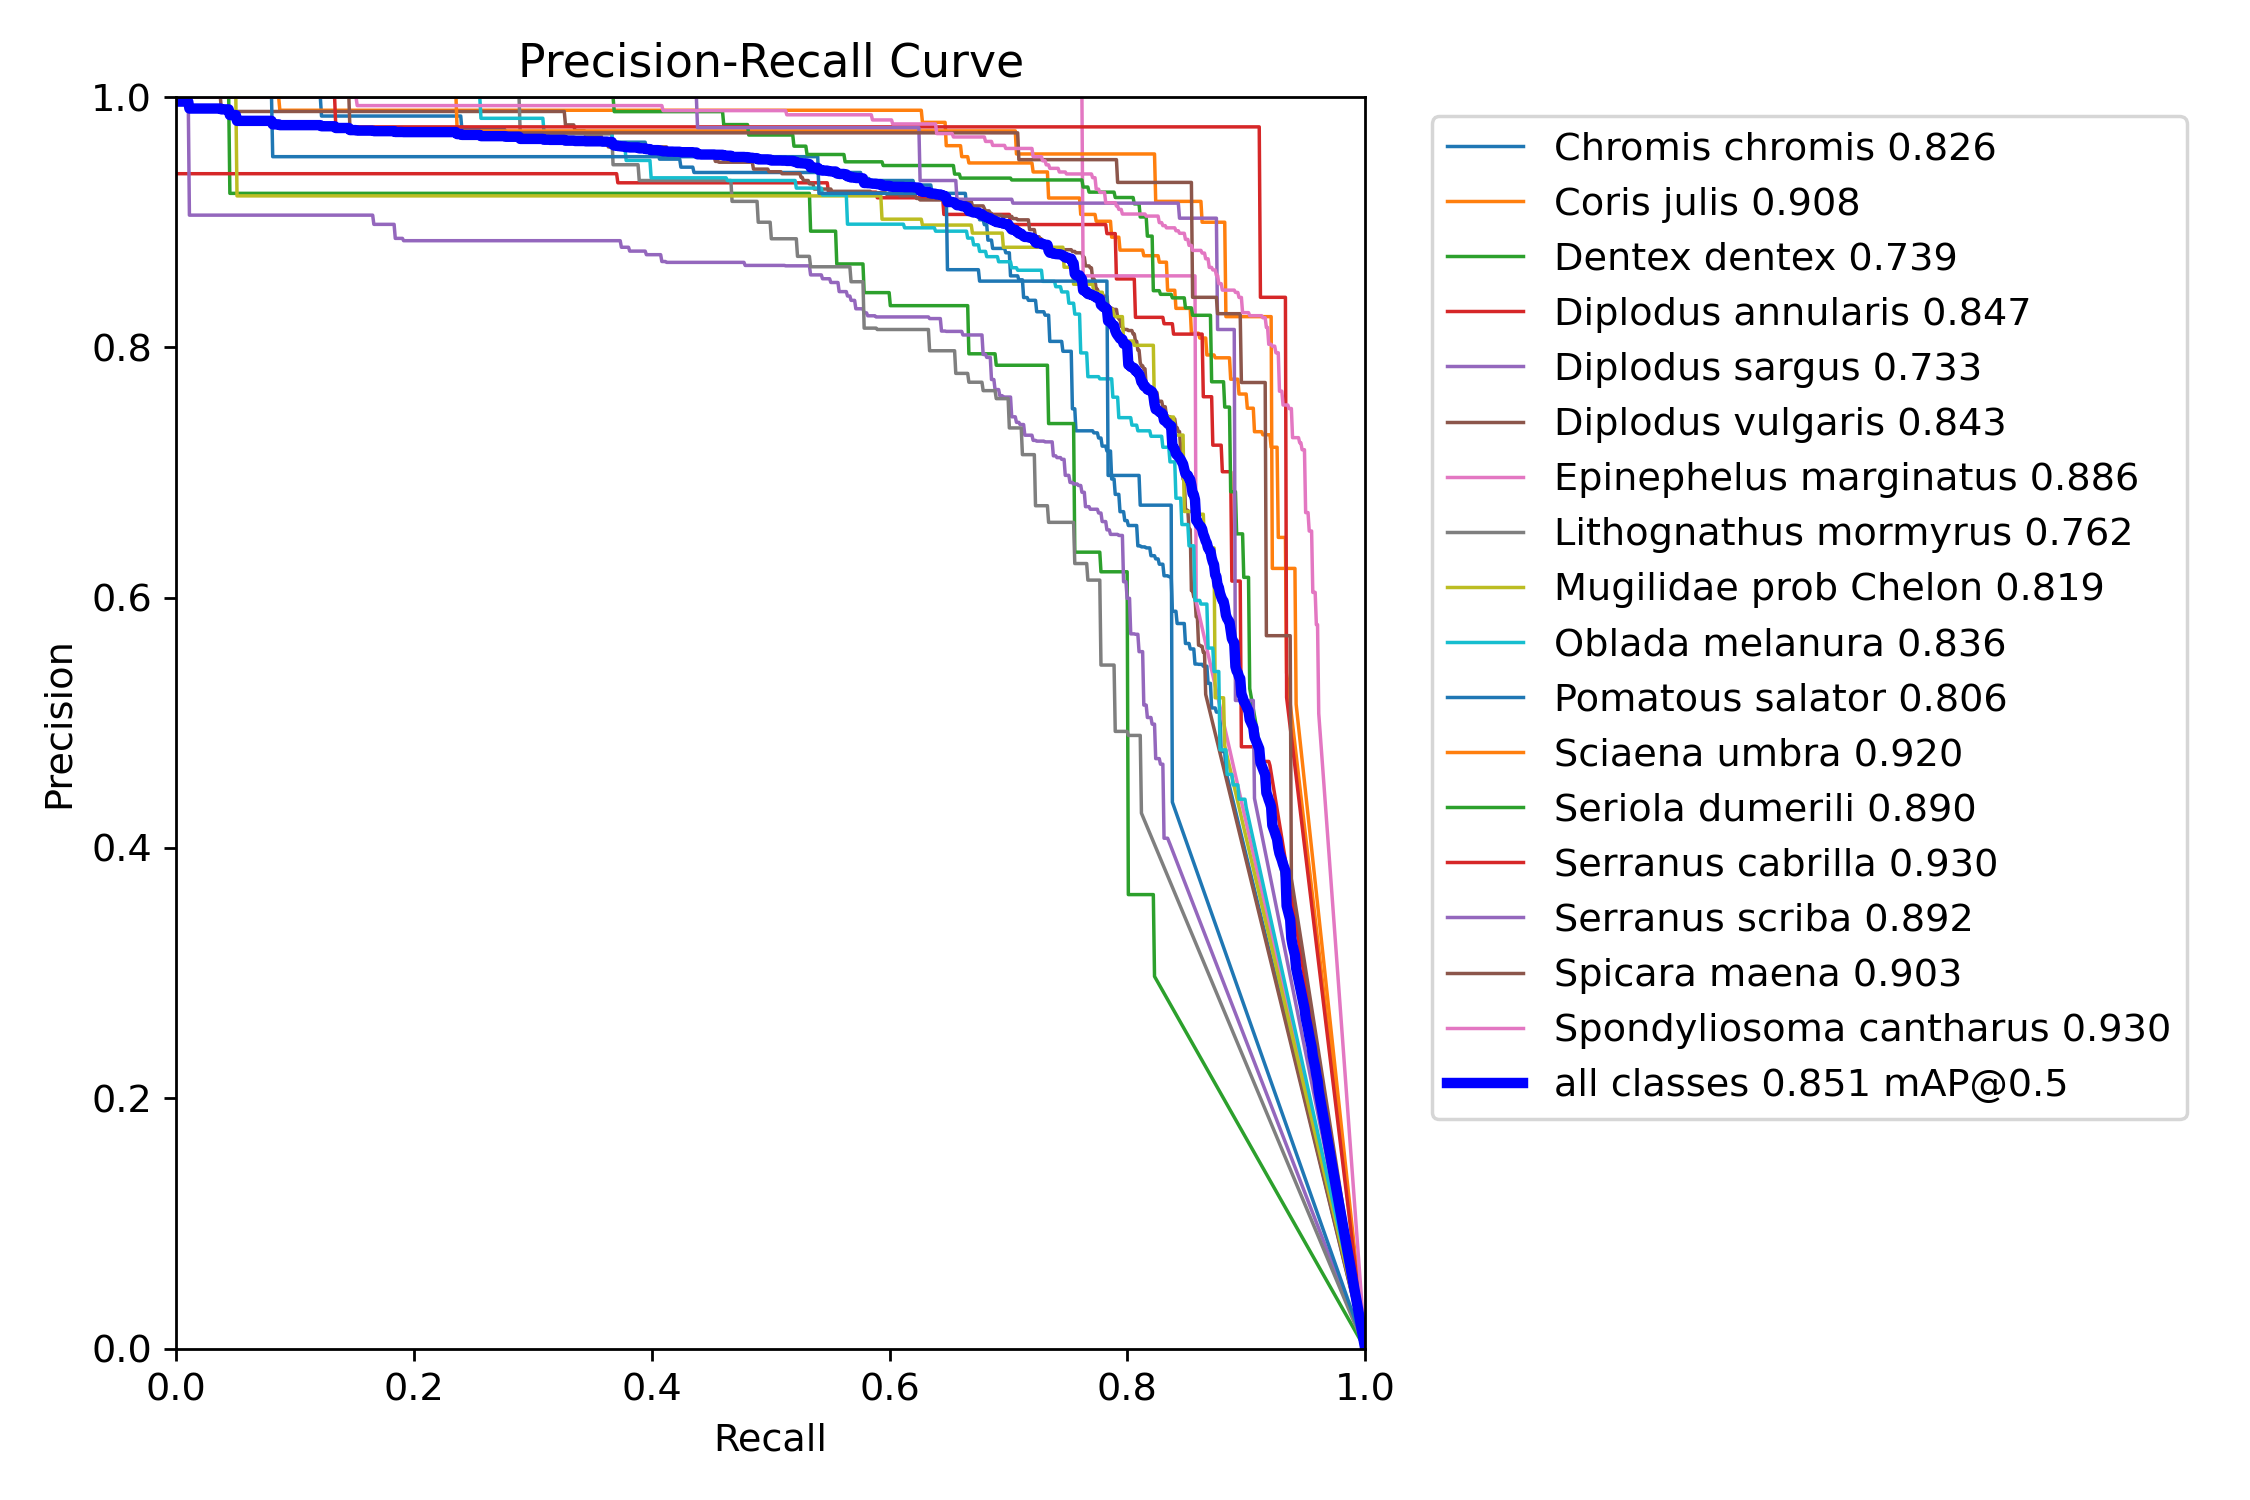 Precision-Recall Curve
1.0
0.8
0.6
0.4
0.2
0.0
Precision
0.0 0.2 0.4 0.6 0.8 1.0
Recall
Chromis chromis 0.826
Coris julis 0.908
Dentex dentex 0.739
Diplodus annularis 0.847
Diplodus sargus 0.733
Diplodus vulgaris 0.843
Epinephelus marginatus 0.886
Lithognathus mormyrus 0.762
Mugilidae prob Chelon 0.819
Oblada melanura 0.836
Pomatous salator 0.806
Sciaena umbra 0.920
Seriola dumerili 0.890
Serranus cabrilla 0.930
Serranus scriba 0.892
Spicara maena 0.903
Spondyliosoma cantharus 0.930
all classes 0.851 mAP@0.5